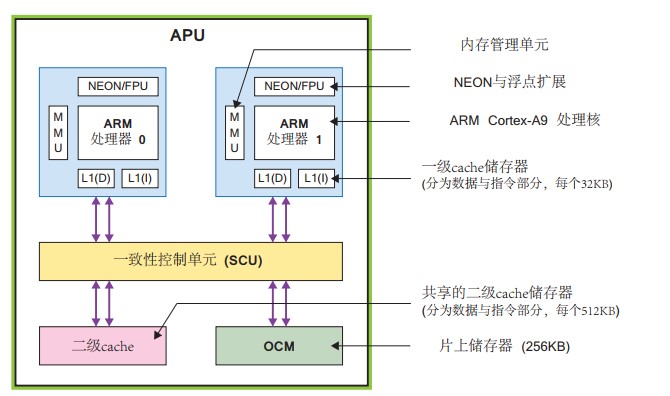 APU
内存管理单元
NEON/FPU
NEON/FPU
NEON与浮点扩展
MMU
ARM
处理器 0
MMU
ARM
处理器 1
ARM Cortex-A9 处理核
L1(D)
L1(I)
L1(D)
L1(I)
一级cache储存器
(分为数据与指令部分，每个32KB)
一致性控制单元 (SCU)
共享的二级cache储存器
(分为数据与指令部分，每个512KB)
二级cache
OCM
片上储存器 (256KB)